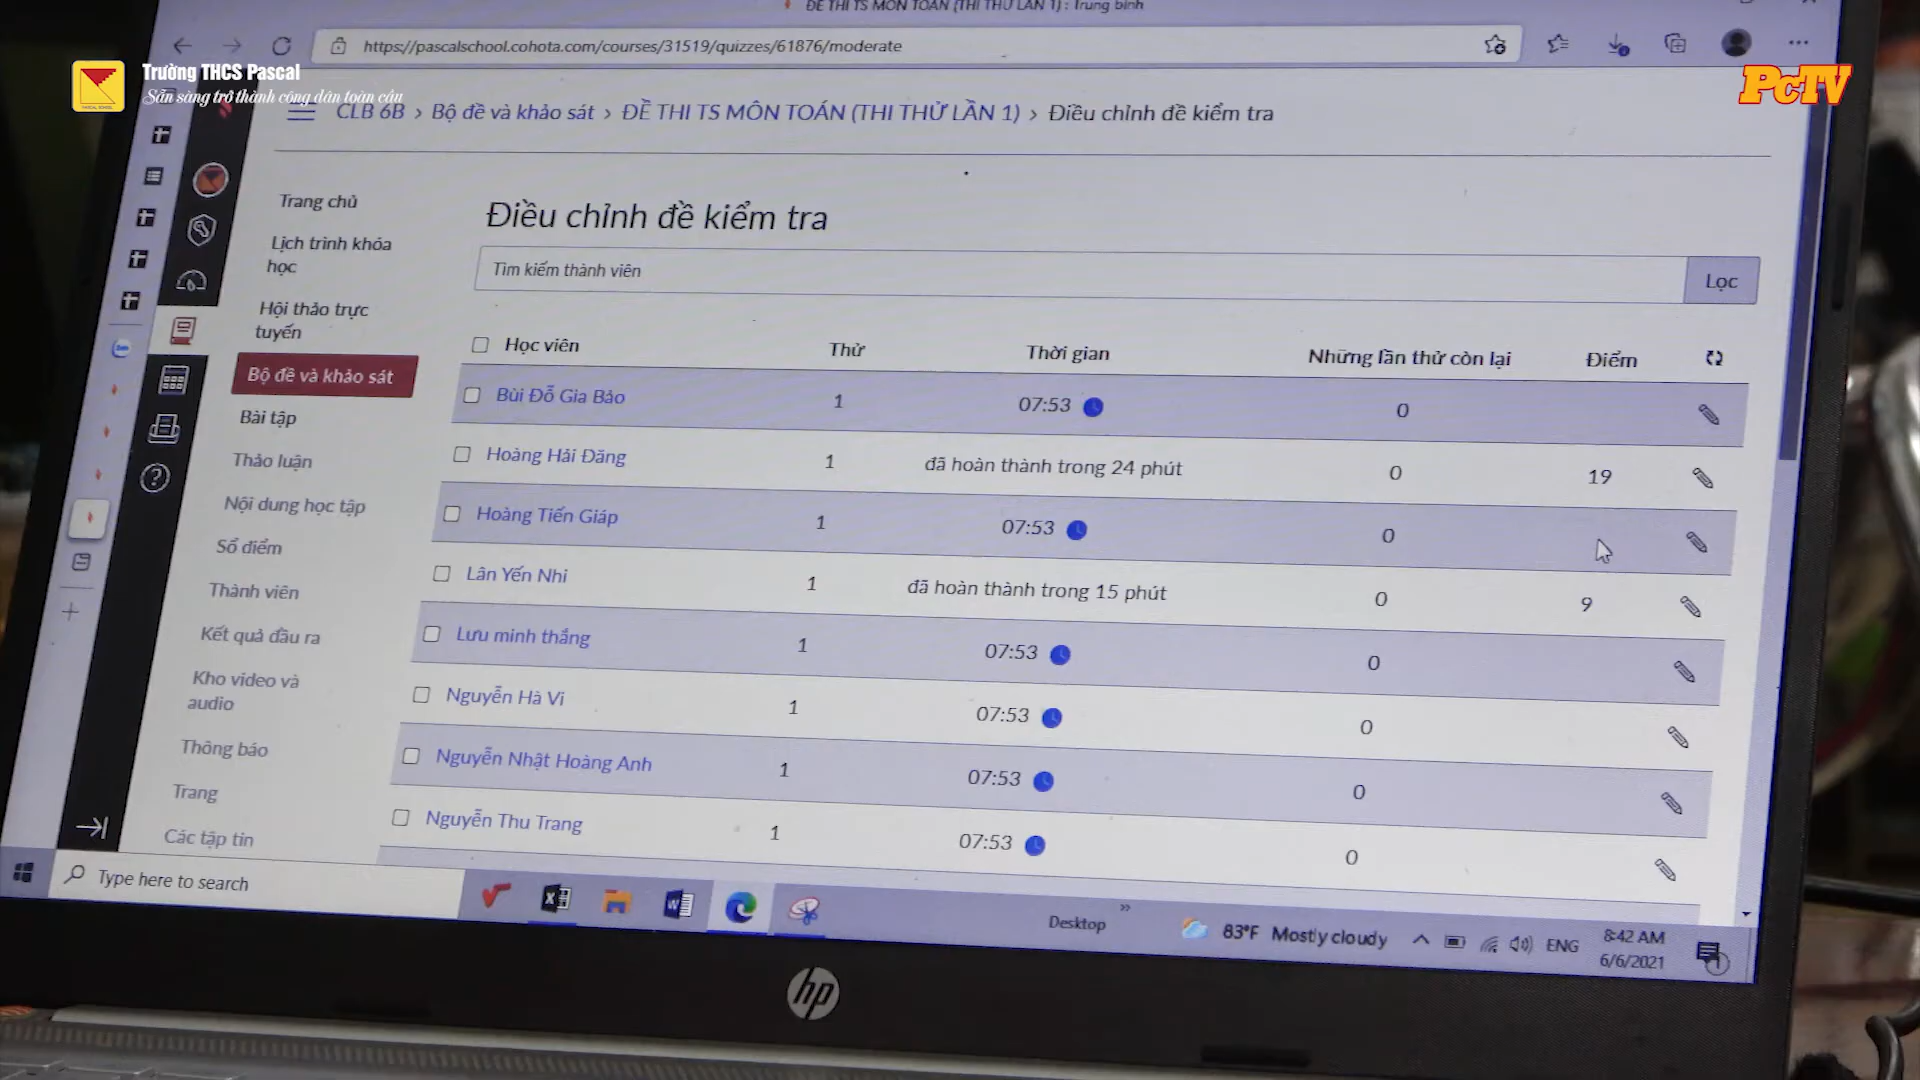 ĐỀ THI TS MÔN TOÁN (THI THỬ LẦN 1) : Trung bình
https://pascalschool.cohota.com/courses/31519/quizzes/61876/moderate
Trường THCS Pascal
Sẵn sàng trở thành công dân toàn cầu
PcTV
CLB 6B › Bộ đề và khảo sát › ĐỀ THI TS MÔN TOÁN (THI THỬ LẦN 1) › Điều chỉnh đề kiểm tra
Trang chủ
Lịch trình khóa
học
Hội thảo trực
tuyến
Bộ đề và khảo sát
Bài tập
Thảo luận
Nội dung học tập
Sổ điểm
Thành viên
Kết quả đầu ra
Kho video và
audio
Thông báo
Trang
Các tập tin
Điều chỉnh đề kiểm tra
Tìm kiếm thành viên
Lọc
Học viên Thử Thời gian Những lần thử còn lại Điểm
Bùi Đỗ Gia Bảo 1 07:53 0
Hoàng Hải Đăng 1 đã hoàn thành trong 24 phút 0 19
Hoàng Tiến Giáp 1 07:53 0
Lân Yến Nhi 1 đã hoàn thành trong 15 phút 0 9
Lưu minh thắng 1 07:53 0
Nguyễn Hà Vi 1 07:53 0
Nguyễn Nhật Hoàng Anh 1 07:53 0
Nguyễn Thu Trang 1 07:53 0
Type here to search
Desktop
83°F Mostly cloudy
ENG
8:42 AM
6/6/2021
hp